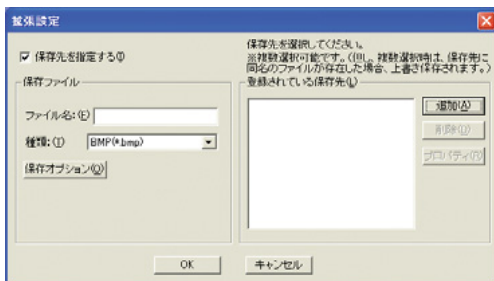 拡張設定
保存先を指定する(I)
保存ファイル
ファイル名:(F)
種類:(T)
BMP(*.bmp)
保存オプション(O)
保存先を選択してください。
※複数選択可能です。(但し、複数選択時は、保存先に
同名のファイルが存在した場合、上書き保存されます。)
登録されている保存先(L)
追加(A)
削除(D)
プロパティ(R)
OK
キャンセル